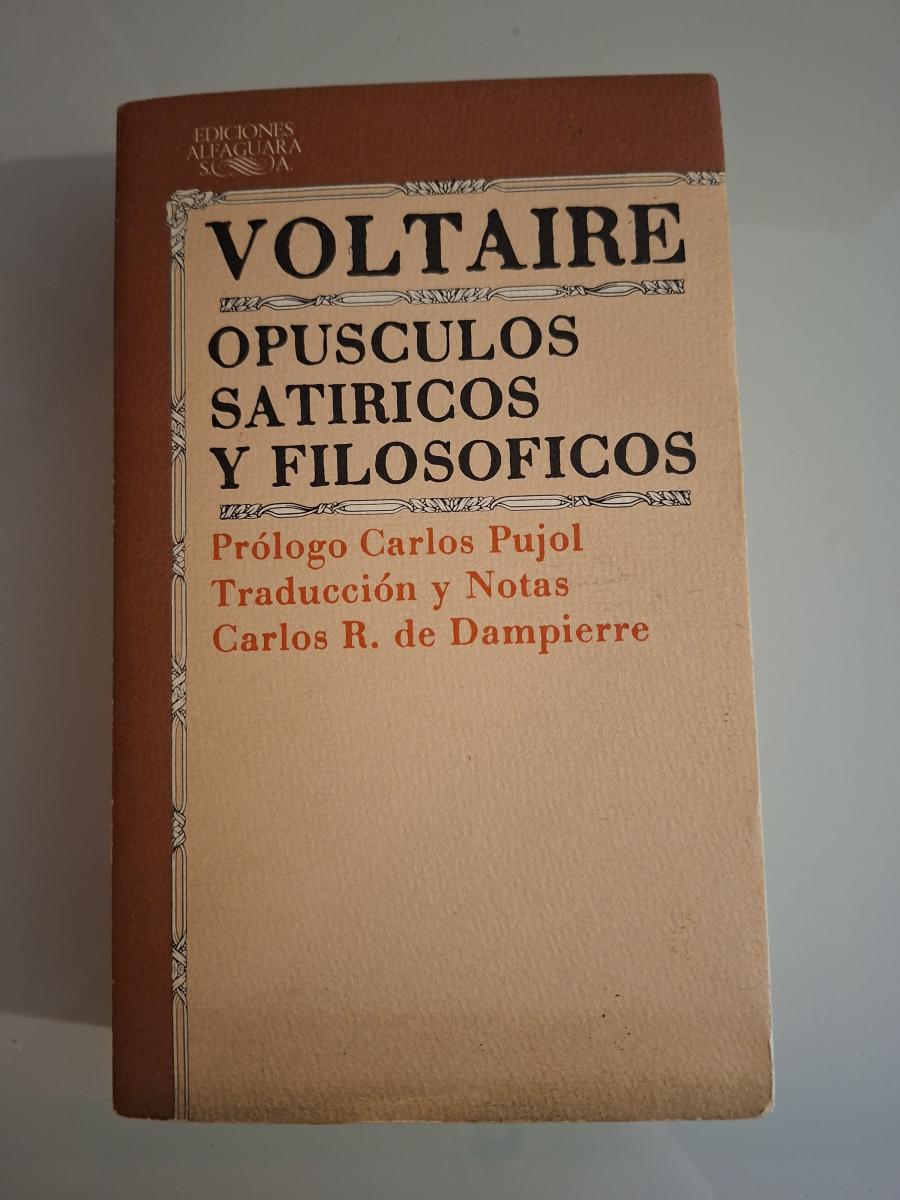 EDICIONES
ALFAGUARA
S. A.
VOLTAIRE
OPUSCULOS
SATIRICOS
Y FILOSOFICOS
Prólogo Carlos Pujol
Traducción y Notas
Carlos R. de Dampierre